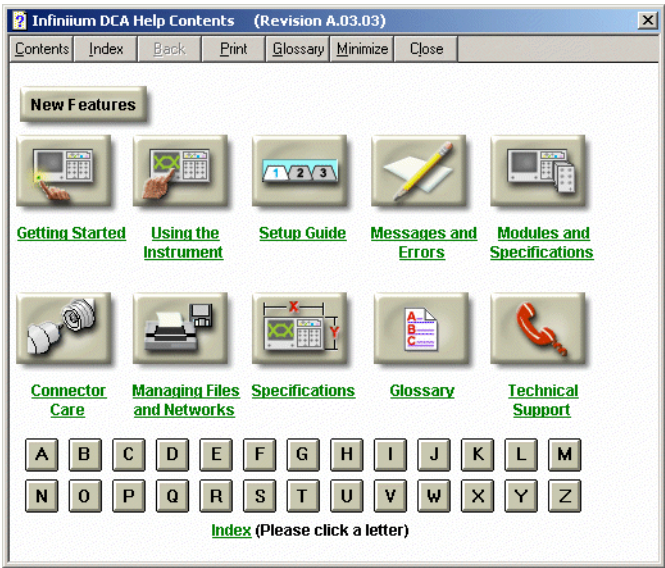 Infiniium DCA Help Contents (Revision A.03.03)
Contents Index Back Print Glossary Minimize Close
New Features
1 2 3
Getting Started Using the Instrument Setup Guide Messages and Errors Modules and Specifications
X
Y
A
B
C
Connector Care Managing Files and Networks Specifications Glossary Technical Support
A B C D E F G H I J K L M
N O P Q R S T U V W X Y Z
Index (Please click a letter)